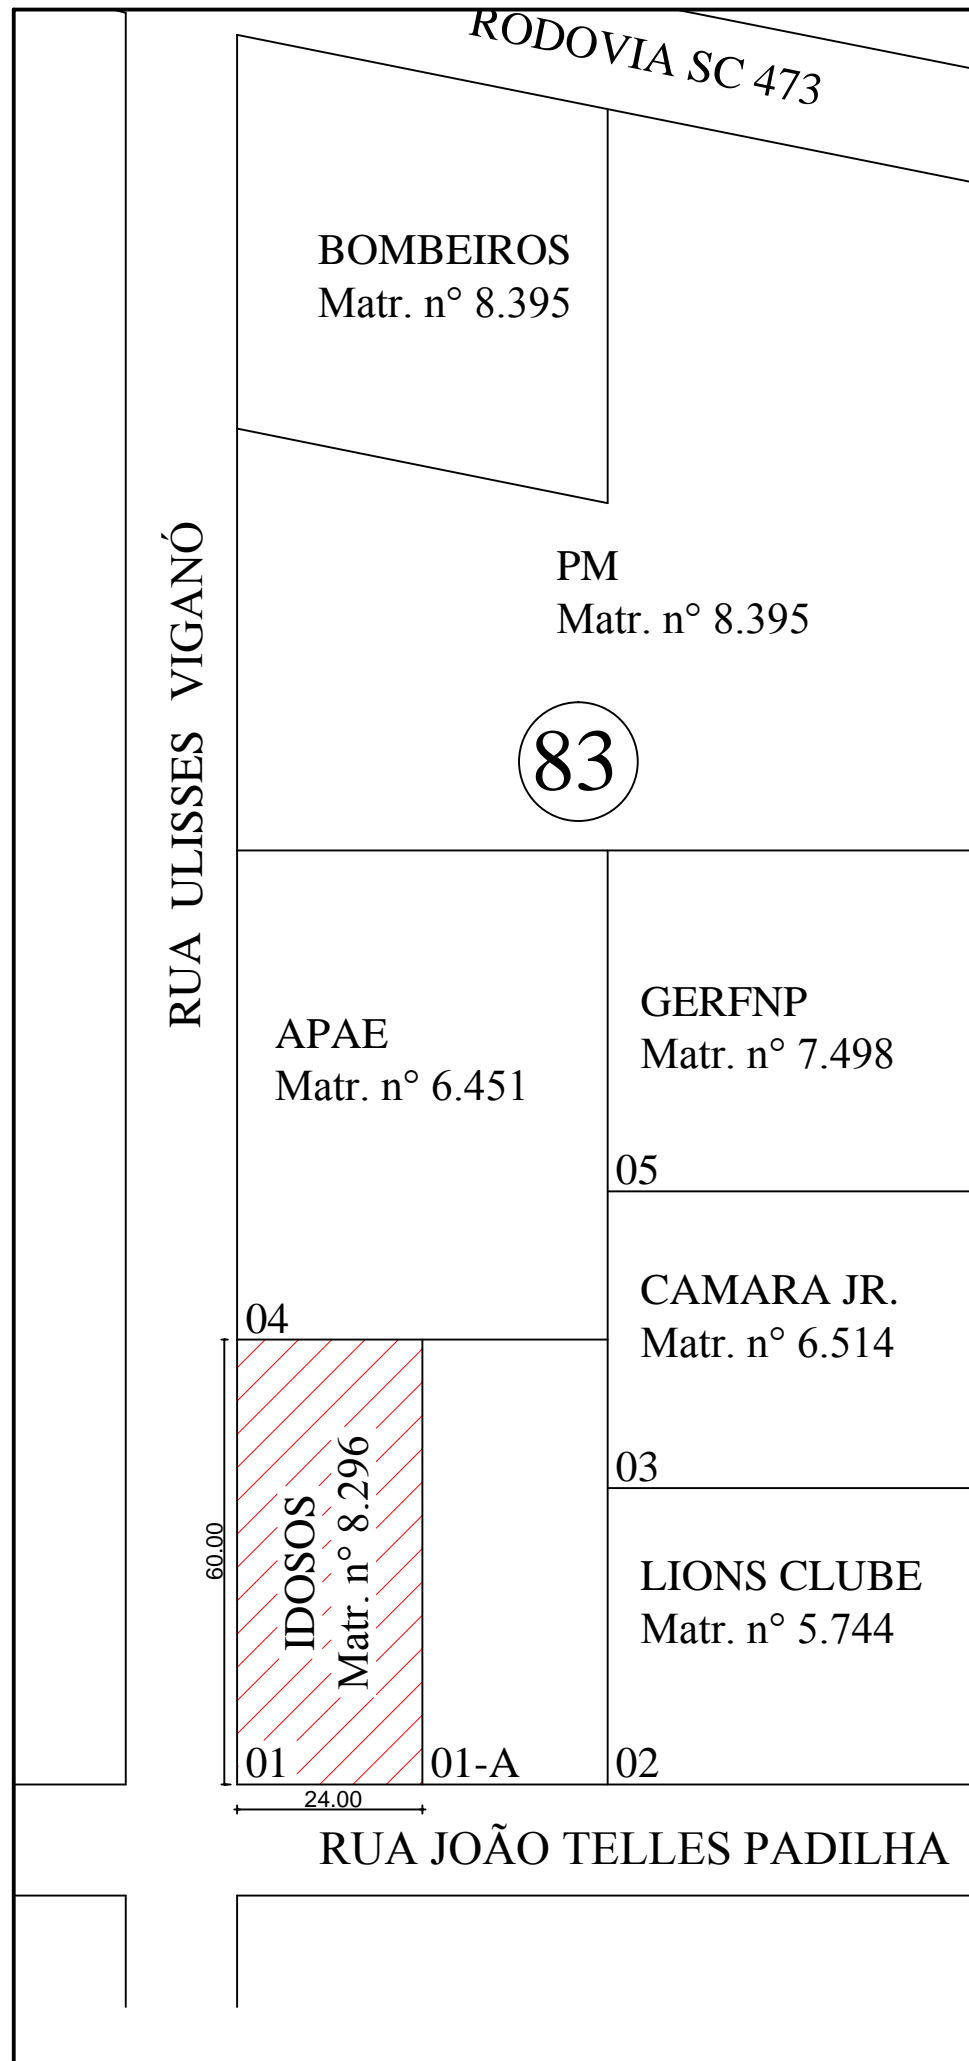 RODOVIA SC 473
BOMBEIROS
Matr. n° 8.395
RUA ULISSES VIGANÓ
PM
Matr. n° 8.395
83
APAE
Matr. n° 6.451
GERFNP
Matr. n° 7.498
05
04
CAMARA JR.
Matr. n° 6.514
03
60.00
IDOSOS
Matr. n° 8.296
LIONS CLUBE
Matr. n° 5.744
01
01-A
02
24.00
RUA JOÃO TELLES PADILHA